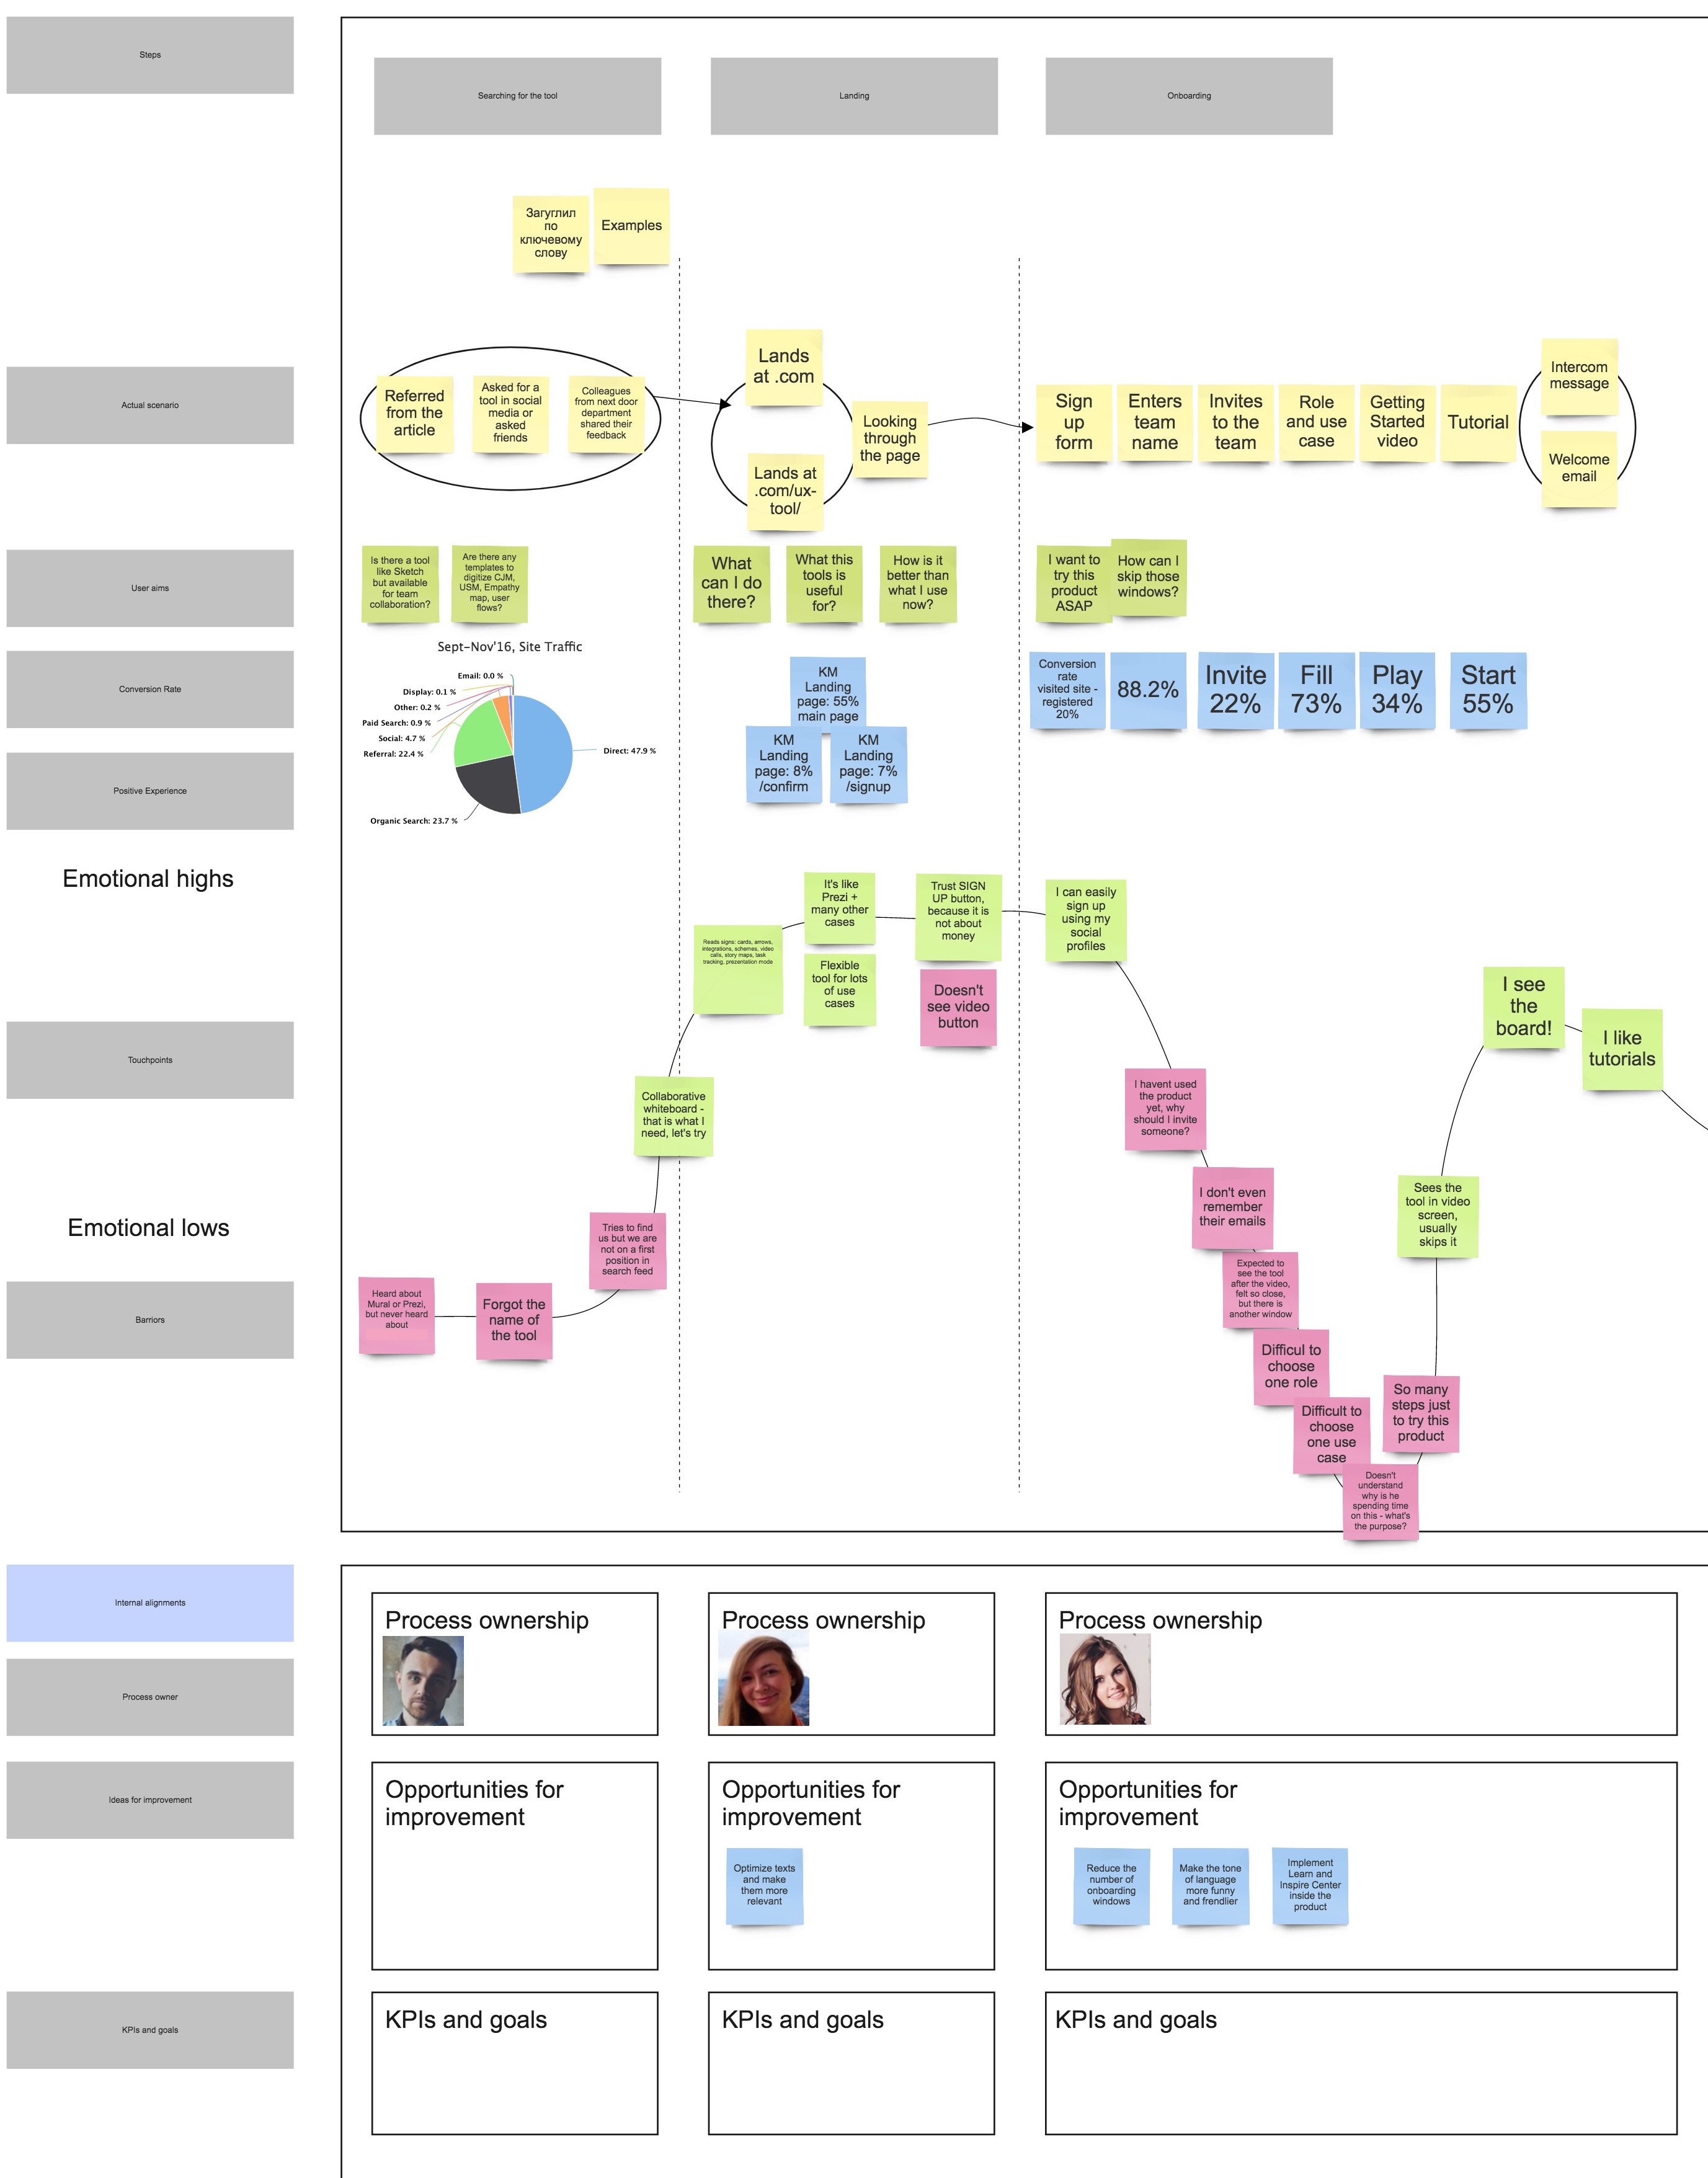 Steps
Searching for the tool
Landing
Onboarding
Загуглил
по
ключевому
слову
Examples
Actual scenario
Referred
from the
article
Asked for a
tool in social
media or
asked
friends
Colleagues
from next door
department
shared their
feedback
Lands
at .com
Lands at
.com/ux-
tool/
Looking
through
the page
Sign
up
form
Enters
team
name
Invites
to the
team
Role
and use
case
Getting
Started
video
Tutorial
Intercom
message
Welcome
email
User aims
Is there a tool
like Sketch
but available
for team
collaboration?
Are there any
templates to
digitize CJM,
USM, Empathy
map, user
flows?
What
can I do
there?
What this
tools is
useful
for?
How is it
better than
what I use
now?
I want to
try this
product
ASAP
How can I
skip those
windows?
Conversion Rate
Sept-Nov'16, Site Traffic
Email: 0.0 %
Display: 0.1 %
Other: 0.2 %
Paid Search: 0.9 %
Social: 4.7 %
Referral: 22.4 %
Organic Search: 23.7 %
Direct: 47.9 %
KM
Landing
page: 55%
main page
KM
Landing
page: 8%
/confirm
KM
Landing
page: 7%
/signup
Conversion
rate
visited site -
registered
20%
88.2%
Invite
22%
Fill
73%
Play
34%
Start
55%
Positive Experience
Emotional highs
Reads signs: cards, arrows,
integrations, schemes, video
calls, story maps, task
tracking, prezentation mode
It's like
Prezi +
many other
cases
Flexible
tool for lots
of use
cases
Trust SIGN
UP button,
because it is
not about
money
Doesn't
see video
button
I can easily
sign up
using my
social
profiles
I see
the
board!
I like
tutorials
Touchpoints
Collaborative
whiteboard -
that is what I
need, let's try
I havent used
the product
yet, why
should I invite
someone?
I don't even
remember
their emails
Sees the
tool in video
screen,
usually
skips it
Emotional lows
Tries to find
us but we are
not on a first
position in
search feed
Expected to
see the tool
after the video,
felt so close,
but there is
another window
Barriors
Heard about
Mural or Prezi,
but never heard
about
Forgot the
name of
the tool
Difficul to
choose
one role
Difficult to
choose
one use
case
So many
steps just
to try this
product
Doesn't
understand
why is he
spending time
on this - what's
the purpose?
Internal alignments
Process ownership
Process ownership
Process ownership
Process owner
Ideas for improvement
Opportunities for
improvement
Opportunities for
improvement
Optimize texts
and make
them more
relevant
Opportunities for
improvement
Reduce the
number of
onboarding
windows
Make the tone
of language
more funny
and frendlier
Implement
Learn and
Inspire Center
inside the
product
KPIs and goals
KPIs and goals
KPIs and goals
KPIs and goals